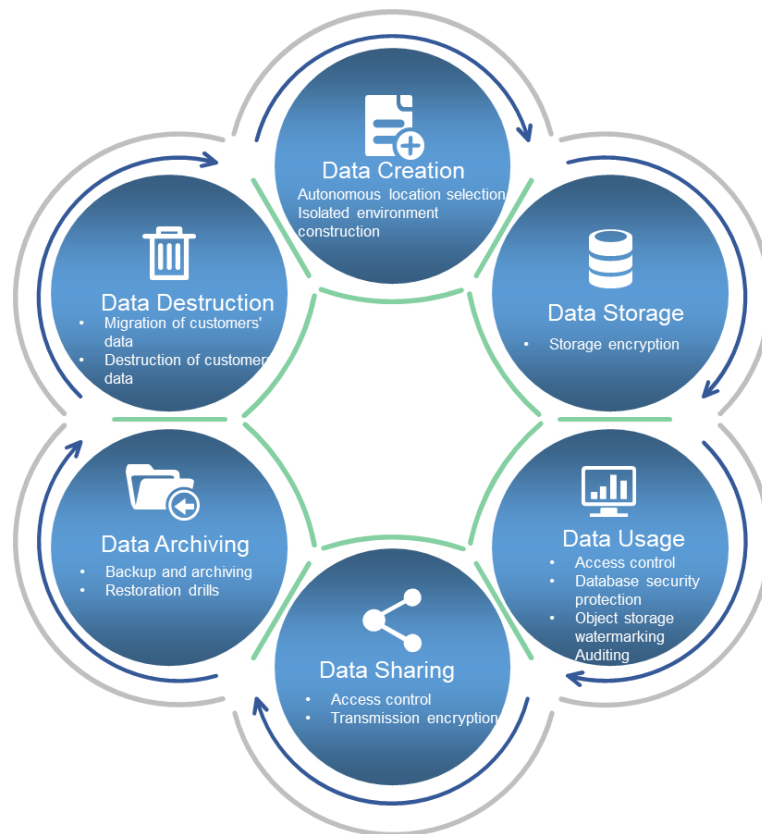 Data Creation
Autonomous location selection
Isolated environment
construction
Data Storage
• Storage encryption
Data Usage
• Access control
• Database security
protection
• Object storage
watermarking
Auditing
Data Sharing
• Access control
• Transmission encryption
Data Archiving
• Backup and archiving
• Restoration drills
Data Destruction
• Migration of customers'
data
• Destruction of customers
data